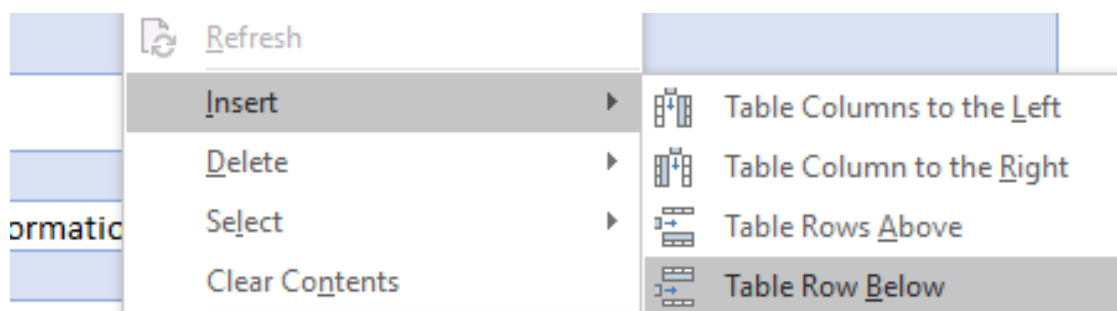 Refresh
Insert
Delete
Select
Clear Contents
Table Columns to the Left
Table Column to the Right
Table Rows Above
Table Row Below
ormatic